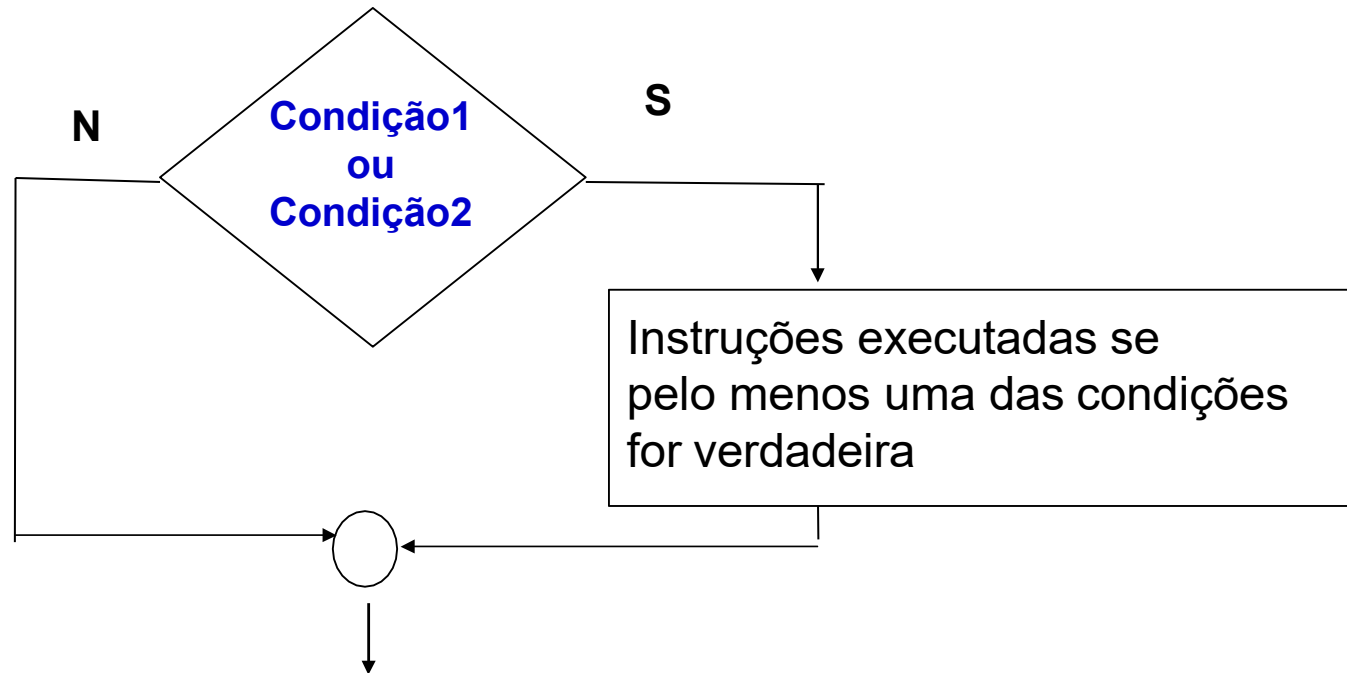 N
Condição1
ou
Condição2
S
Instruções executadas se
pelo menos uma das condições
for verdadeira